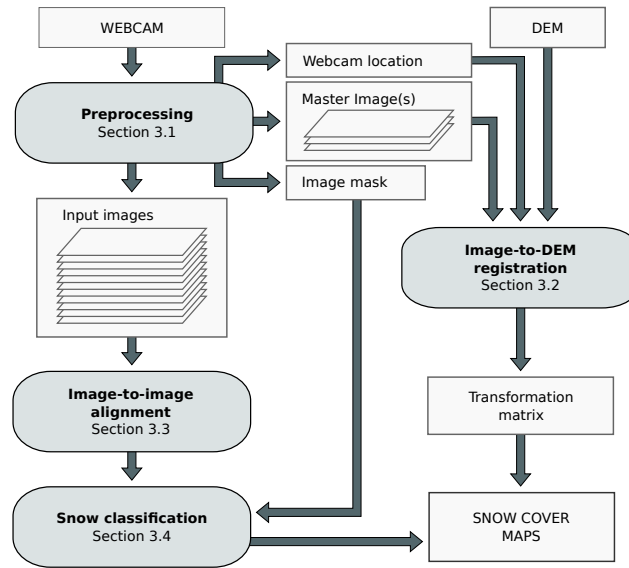 WEBCAM
DEM
Webcam location
Preprocessing
Section 3.1
Master Image(s)
Image mask
Input images
Image-to-DEM
registration
Section 3.2
Image-to-image
alignment
Section 3.3
Transformation
matrix
Snow classification
Section 3.4
SNOW COVER
MAPS